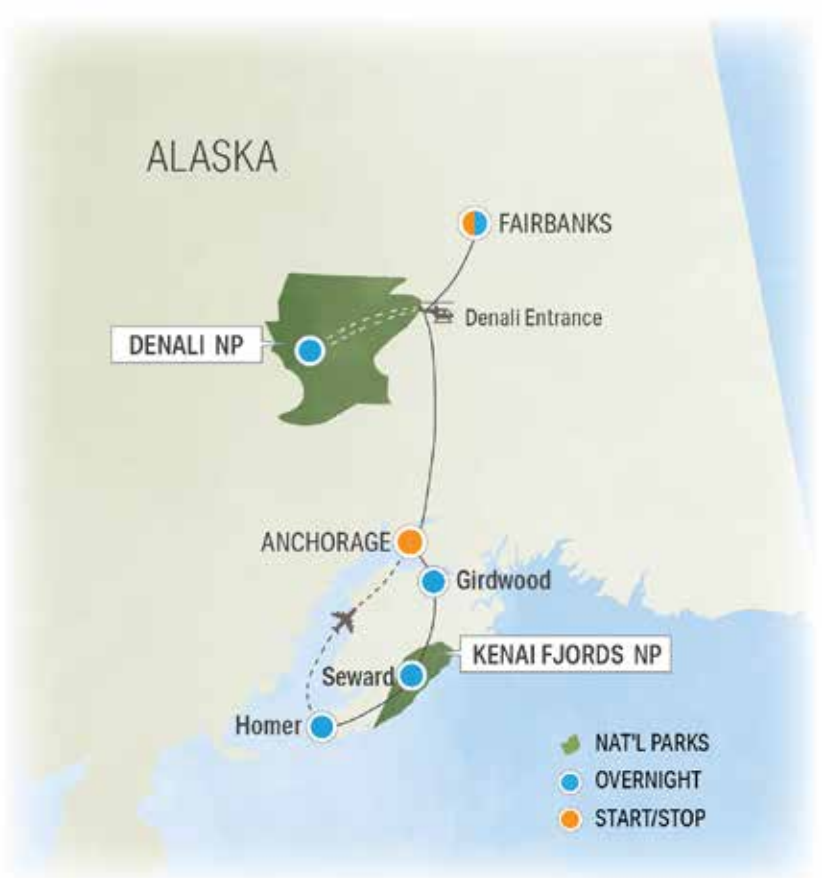 ALASKA
FAIRBANKS
Denali Entrance
DENALI NP
ANCHORAGE
Girdwood
KENAI FJORDS NP
Seward
Homer
NAT'L PARKS
OVERNIGHT
START/STOP